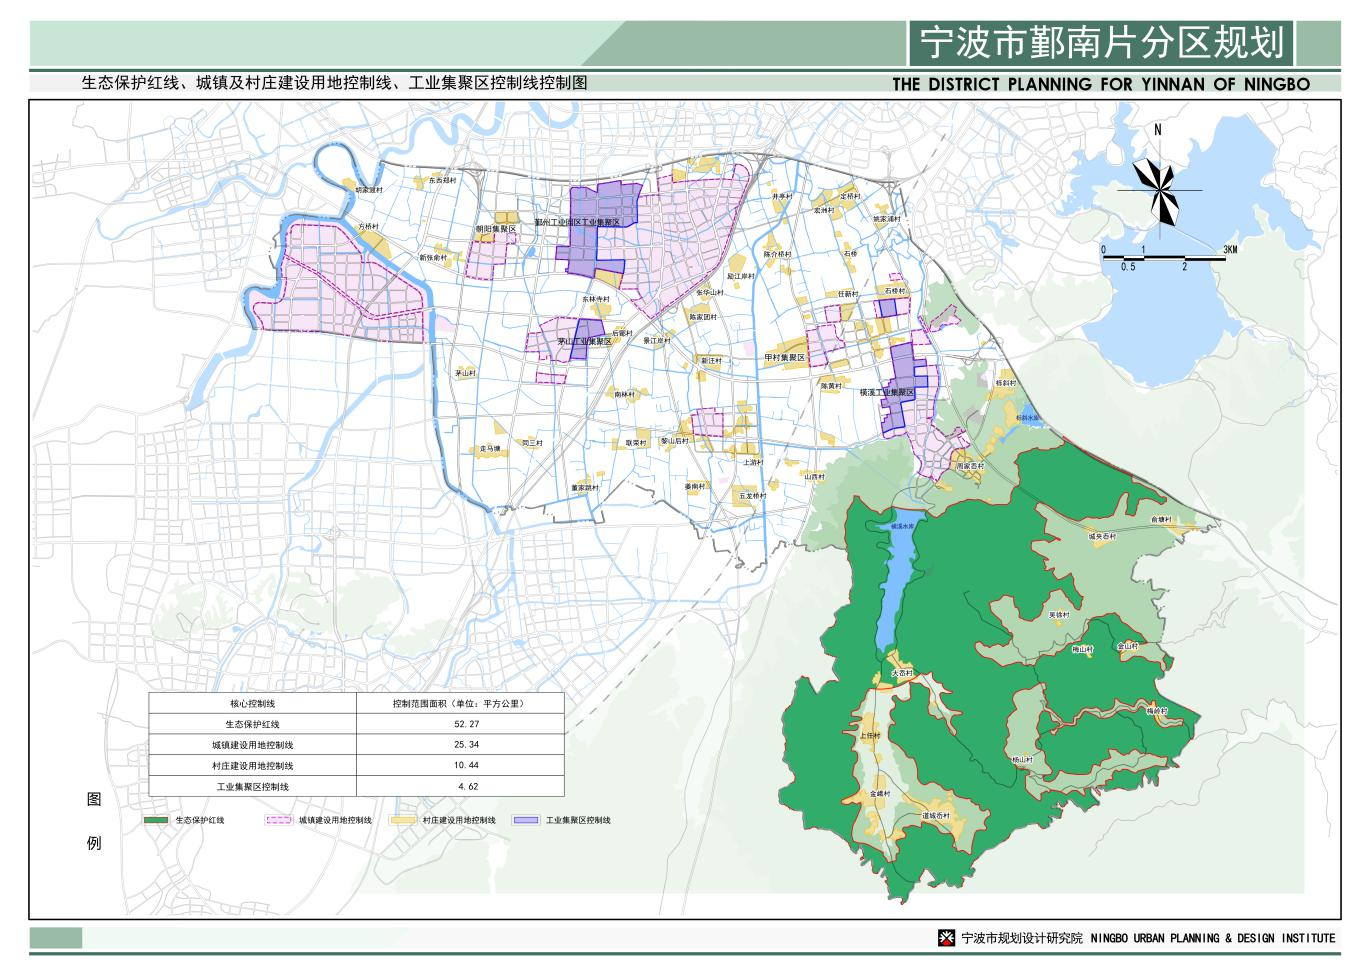 宁波市鄞南片分区规划
生态保护红线、城镇及村庄建设用地控制线、工业集聚区控制线控制图
THE DISTRICT PLANNING FOR YINNAN OF NINGBO
N
0 1 3KM
0.5 2
胡家渡村
东西郑村
方桥村
朝阳集聚区
鄞州工业园区工业集聚区
新张俞村
井亭村
定桥村
宏洲村
姚家浦村
陈介桥村
石桥
励江岸村
张华山村
任新村
石桥村
东林寺村
陈家团村
茅山工业集聚区
后郧村
景江岸村
新汪村
甲村集聚区
茅山村
陈黄村
横溪工业集聚区
栎斜村
南林村
栎斜水库
走马塘
同三村
联荣村
黎山后村
上游村
周家岙村
山西村
董家跳村
姜南村
五龙桥村
横溪水库
俞塘村
城夹岙村
吴徐村
梅山村
金山村
大岙村
梅岭村
上任村
杨山村
金峨村
道城岙村
核心控制线 控制范围面积（单位：平方公里）
生态保护红线 52.27
城镇建设用地控制线 25.34
村庄建设用地控制线 10.44
工业集聚区控制线 4.62
图
例
生态保护红线 城镇建设用地控制线 村庄建设用地控制线 工业集聚区控制线
宁波市规划设计研究院 NINGBO URBAN PLANNING & DESIGN INSTITUTE